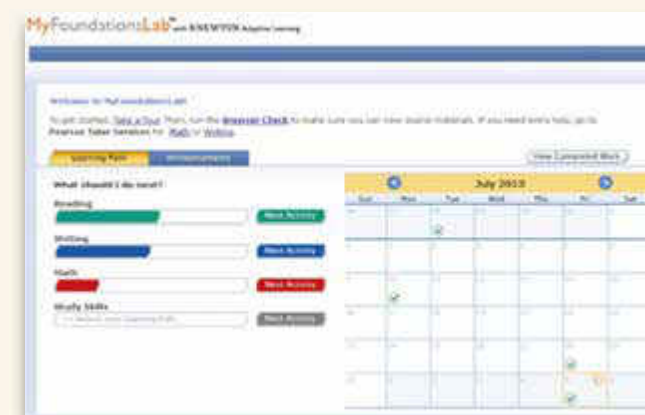 MyFoundationsLab™ with KNEWTON Adaptive Learning
Welcome to MyFoundationsLab!
To get started, Take a Tour. Then, run the Browser Check to make sure you can view course materials. If you need extra help, go to
Pearson Tutor Services for Math or Writing.
Learning Path
Announcements
View Completed Work
What should I do next?
Reading
Next Activity
Writing
Next Activity
Math
Next Activity
Study Skills
Next Activity
July 2013
Sun Mon Tue Wed Thu Fri Sat